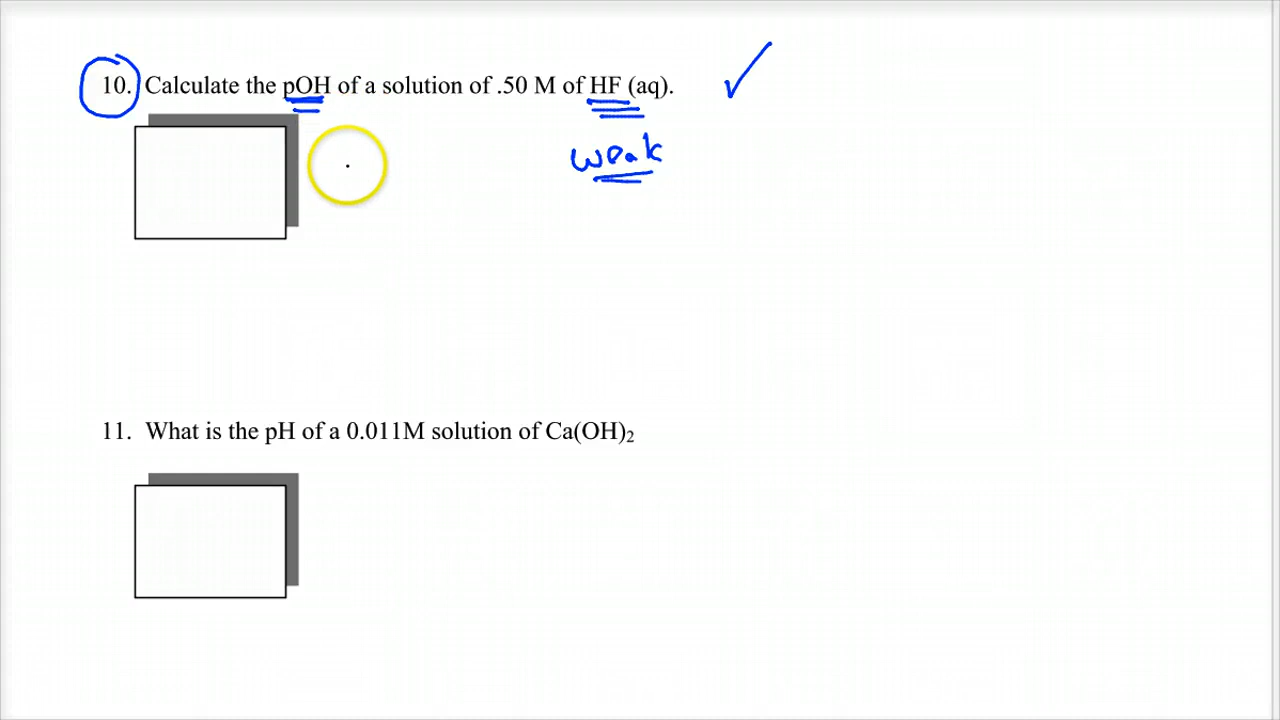 10. Calculate the pOH of a solution of .50 M of HF (aq).
weak
11. What is the pH of a 0.011M solution of Ca(OH)₂